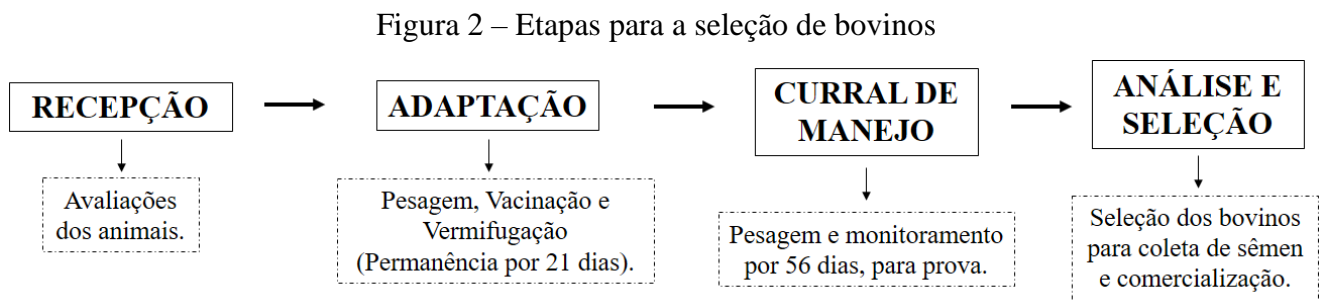 Figura 2 – Etapas para a seleção de bovinos
RECEPÇÃO
Avaliações
dos animais.
ADAPTAÇÃO
Pesagem, Vacinação e
Vermifugação
(Permanência por 21 dias).
CURRAL DE
MANEJO
Pesagem e monitoramento
por 56 dias, para prova.
ANÁLISE E
SELEÇÃO
Seleção dos bovinos
para coleta de sêmen
e comercialização.